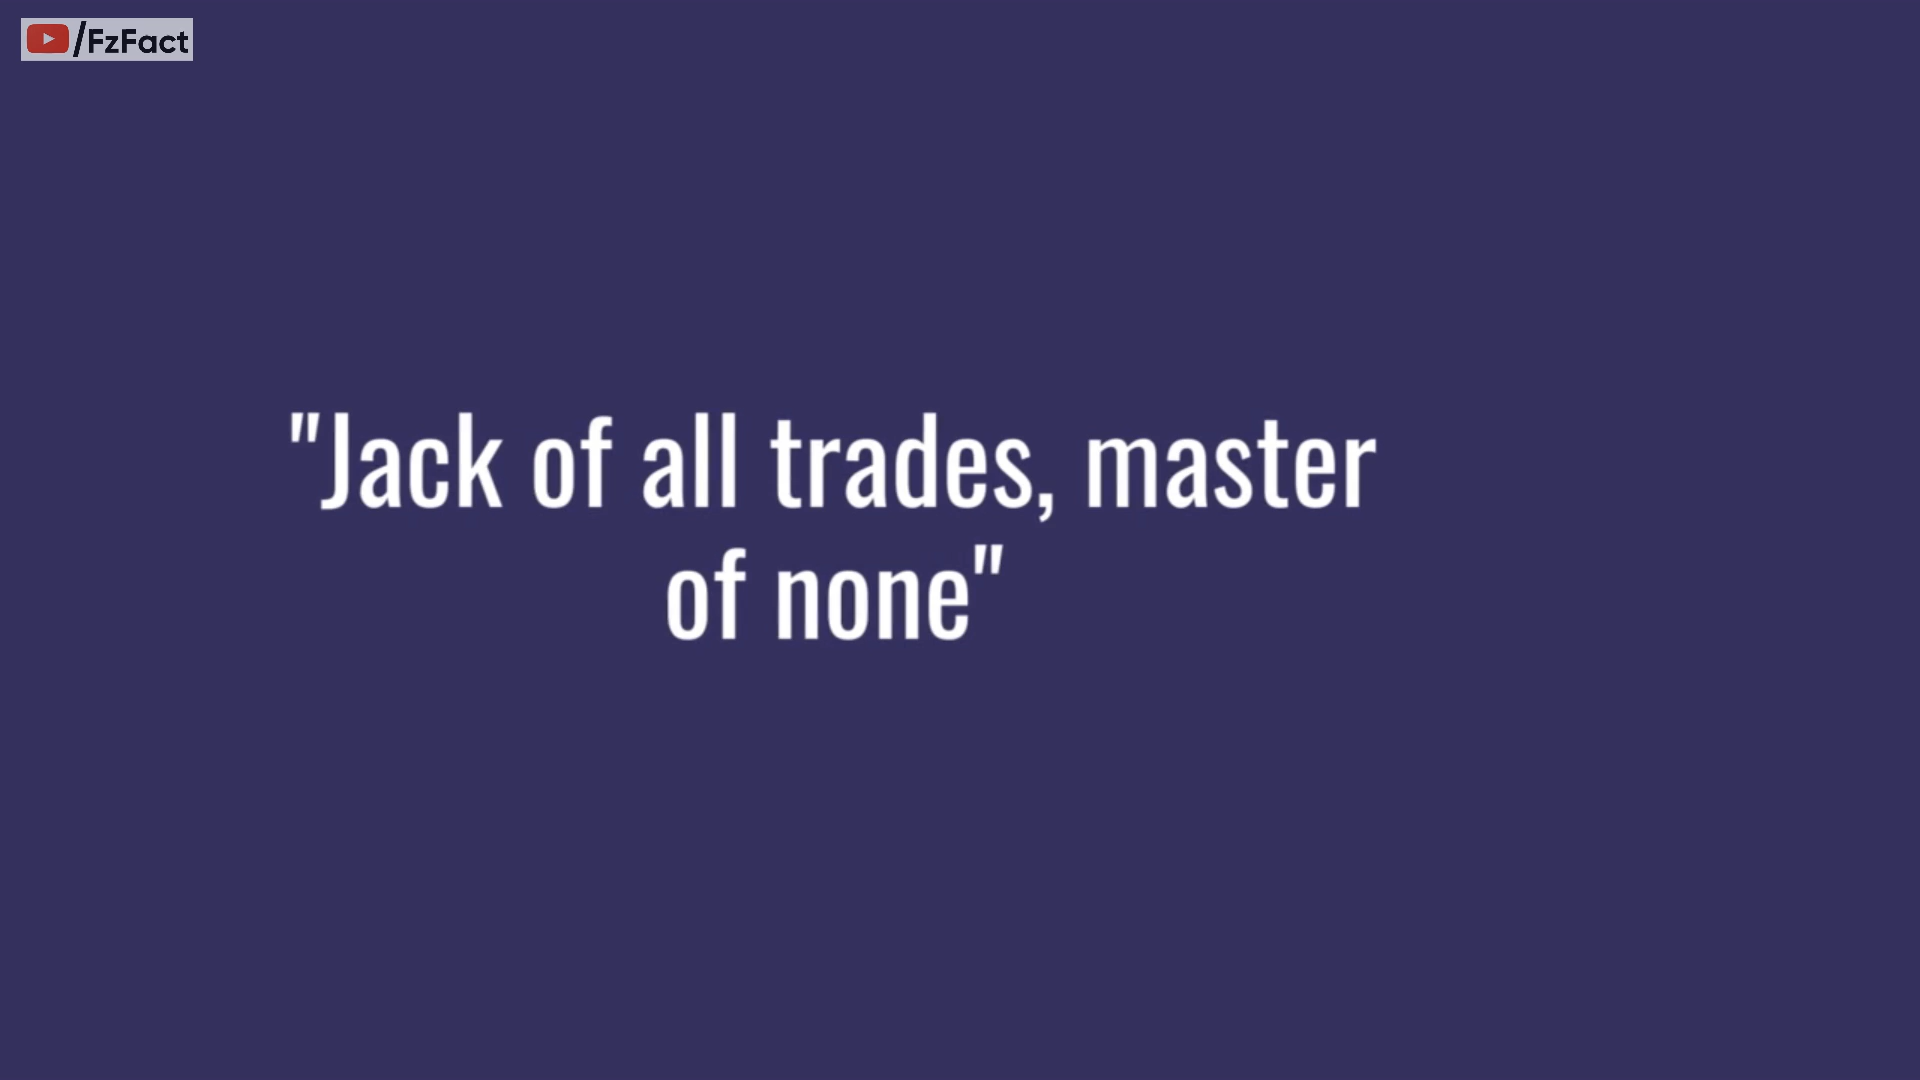 /FzFact
"Jack of all trades, master
of none"